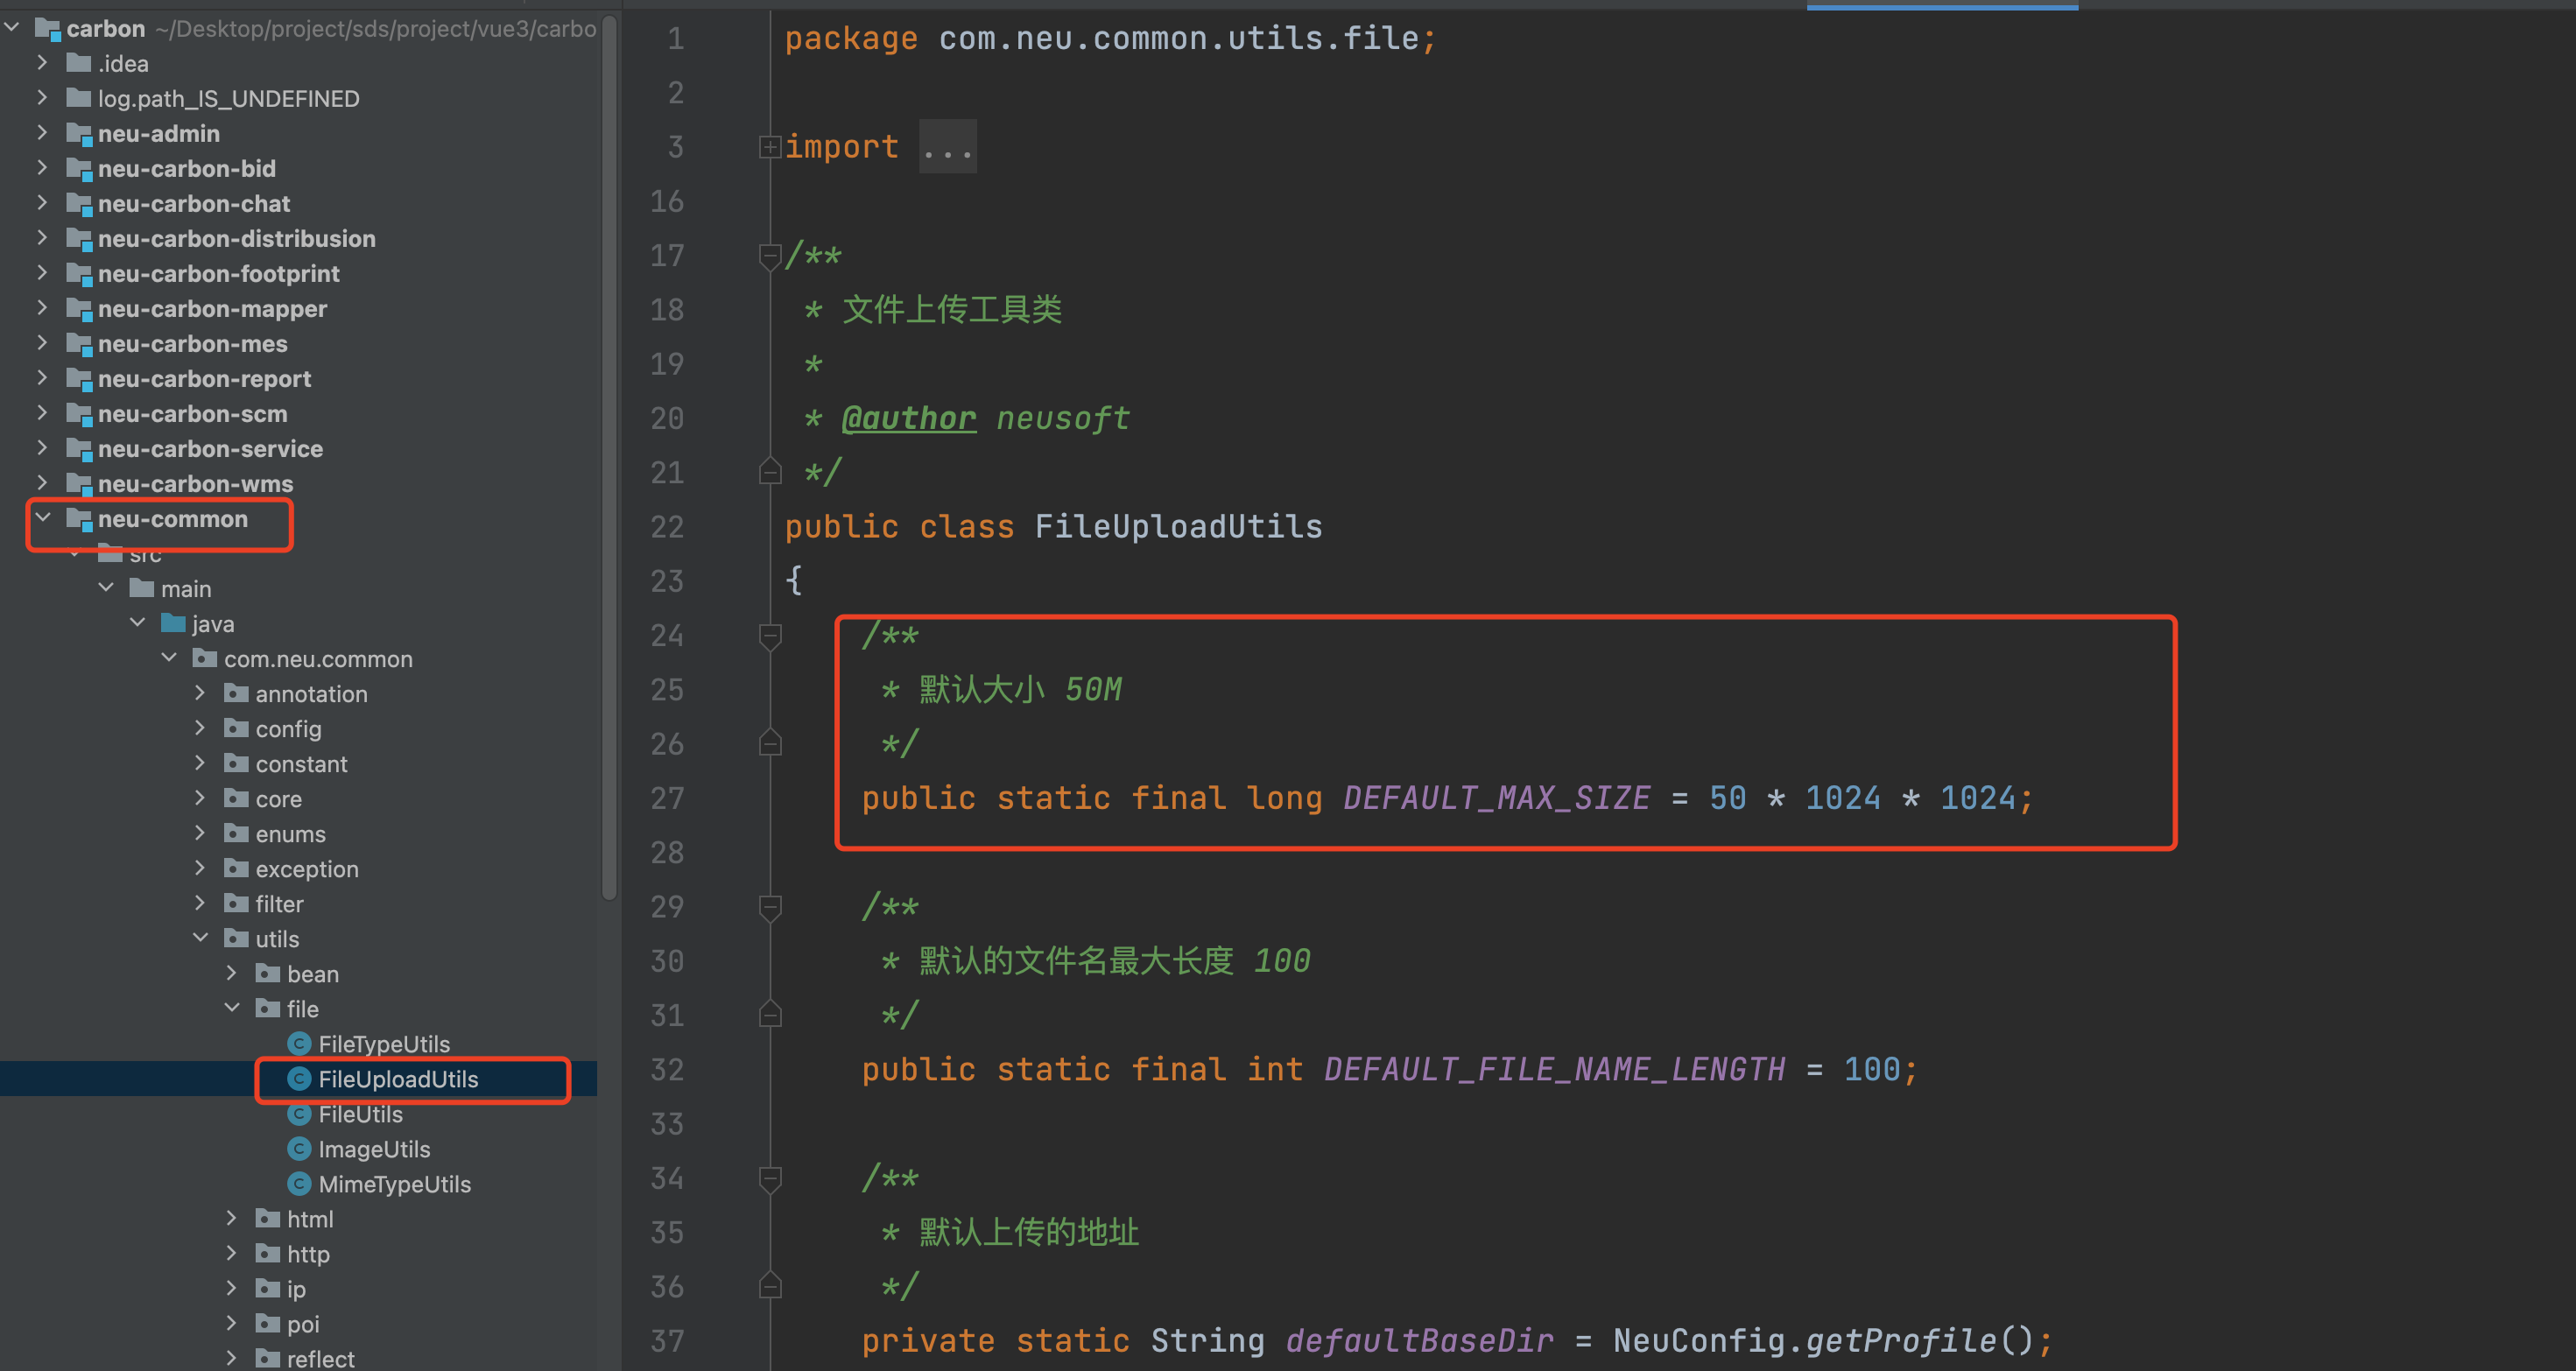 carbon ~/Desktop/project/sds/project/vue3/carbo
.idea
log.path_IS_UNDEFINED
neu-admin
neu-carbon-bid
neu-carbon-chat
neu-carbon-distribusion
neu-carbon-footprint
neu-carbon-mapper
neu-carbon-mes
neu-carbon-report
neu-carbon-scm
neu-carbon-service
neu-carbon-wms
neu-common
src
main
java
com.neu.common
annotation
config
constant
core
enums
exception
filter
utils
bean
file
FileTypeUtils
FileUploadUtils
FileUtils
ImageUtils
MimeTypeUtils
html
http
ip
poi
reflect
1 package com.neu.common.utils.file;
2
3 import ...
16
17 /**
18 * 文件上传工具类
19 *
20 * @author neusoft
21 */
22 public class FileUploadUtils
23 {
24 /**
25 * 默认大小 50M
26 */
27 public static final long DEFAULT_MAX_SIZE = 50 * 1024 * 1024;
28
29 /**
30 * 默认的文件名最大长度 100
31 */
32 public static final int DEFAULT_FILE_NAME_LENGTH = 100;
33
34 /**
35 * 默认上传的地址
36 */
37 private static String defaultBaseDir = NeuConfig.getProfile();